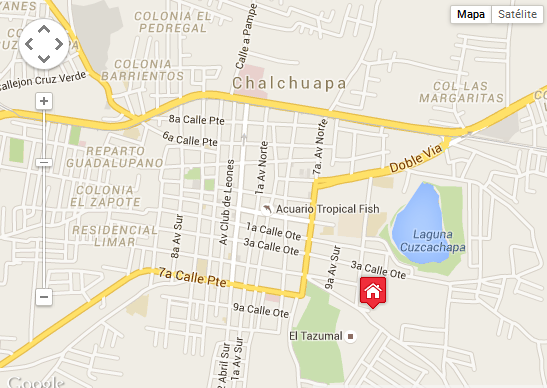 YANES
COLONIA EL
PEDREGAL
Calle a Pampe
Mapa
Satélite
CUZCA
Callejon Cruz Verde
COLONIA
BARRIENTOS
Chalchuapa
COL LAS
MARGARITAS
8a Calle Pte
6a Calle Pte
REPARTO
GUADALUPANO
Av Club de Leones
1a Av Norte
7a. Av Norte
Doble Via
COLONIA
EL ZAPOTE
Acuario Tropical Fish
RESIDENCIAL
LIMAR
8a Av Sur
1a Calle Ote
3a Calle Ote
Laguna
Cuzcachapa
9a Av Sur
3a Calle Ote
7a Calle Pte
9a Calle Ote
El Tazumal
2 Abril Sur
1a Av Sur
Google